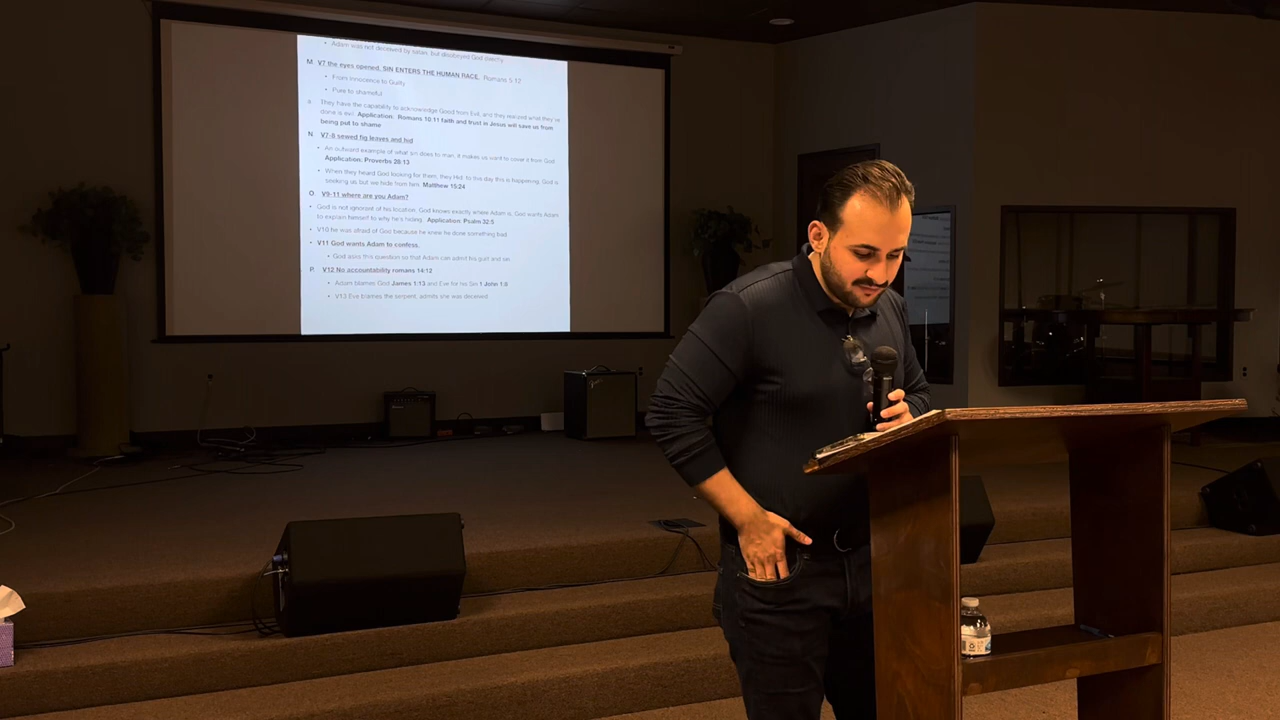 • Adam was not deceived by satan, but disobeyed God directly.
M. V7 the eyes opened. SIN ENTERS THE HUMAN RACE. Romans 5:12
• From innocence to Guilty
• Pure to shameful
They have the capability to acknowledge Good from Evil, and they realized what they've
done is evil. Application: Romans 10:11 faith and trust in Jesus will save us from
being put to shame
N. V7-8 sewed fig leaves and hid
• An outward example of what sin does to man, it makes us want to cover it from God.
Application: Proverbs 28:13
• When they heard God looking for them, they Hid. to this day this is happening, God is
seeking us but we hide from him. Matthew 15:24
O. V9-11 where are you Adam?
• God is not ignorant of his location. God knows exactly where Adam is. God wants Adam
to explain himself to why he's hiding. Application: Psalm 32:5
• V10 he was afraid of God because he knew he done something bad.
• V11 God wants Adam to confess.
• God asks this question so that Adam can admit his guilt and sin.
P. V12 No accountability romans 14:12
• Adam blames God James 1:13 and Eve for his Sin 1 John 1:8
• V13 Eve blames the serpent, admits she was deceived